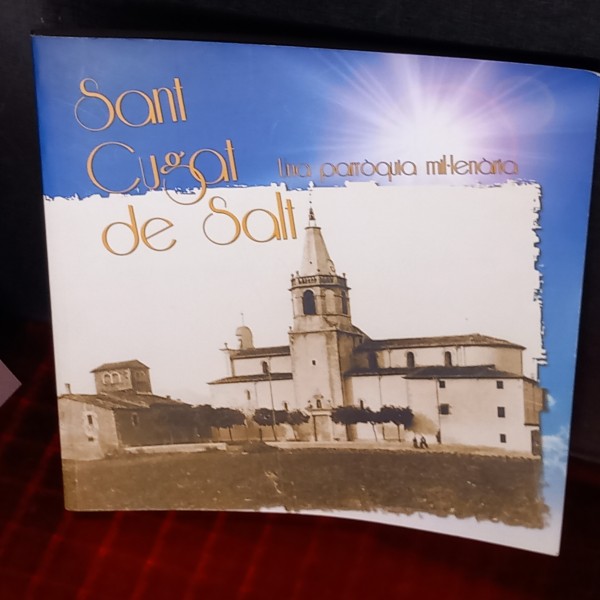 Sant
Cugat
de Salt
Una parròquia mil·lenària